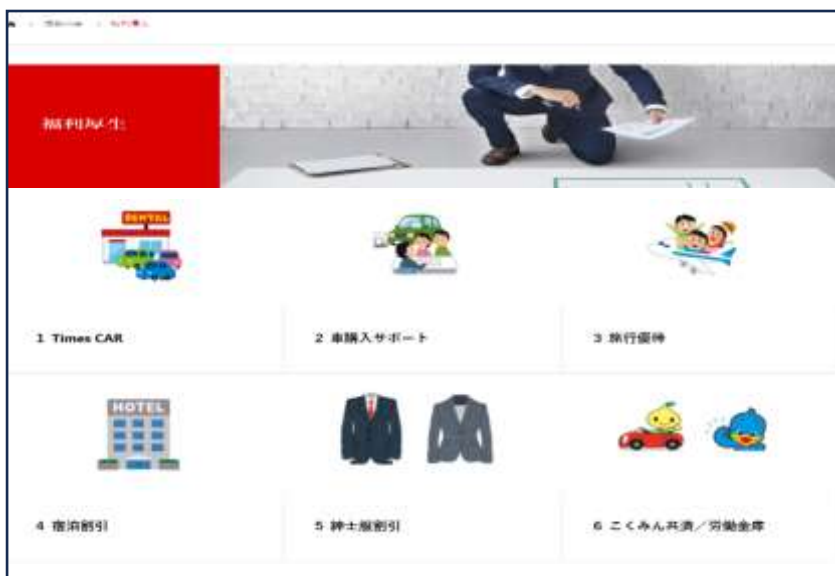 福利厚生
RENTAL
1 Times CAR
2 車購入サポート
3 旅行優待
HOTEL
4 宿泊割引
5 紳士服割引
6 こくみん共済／労働金庫